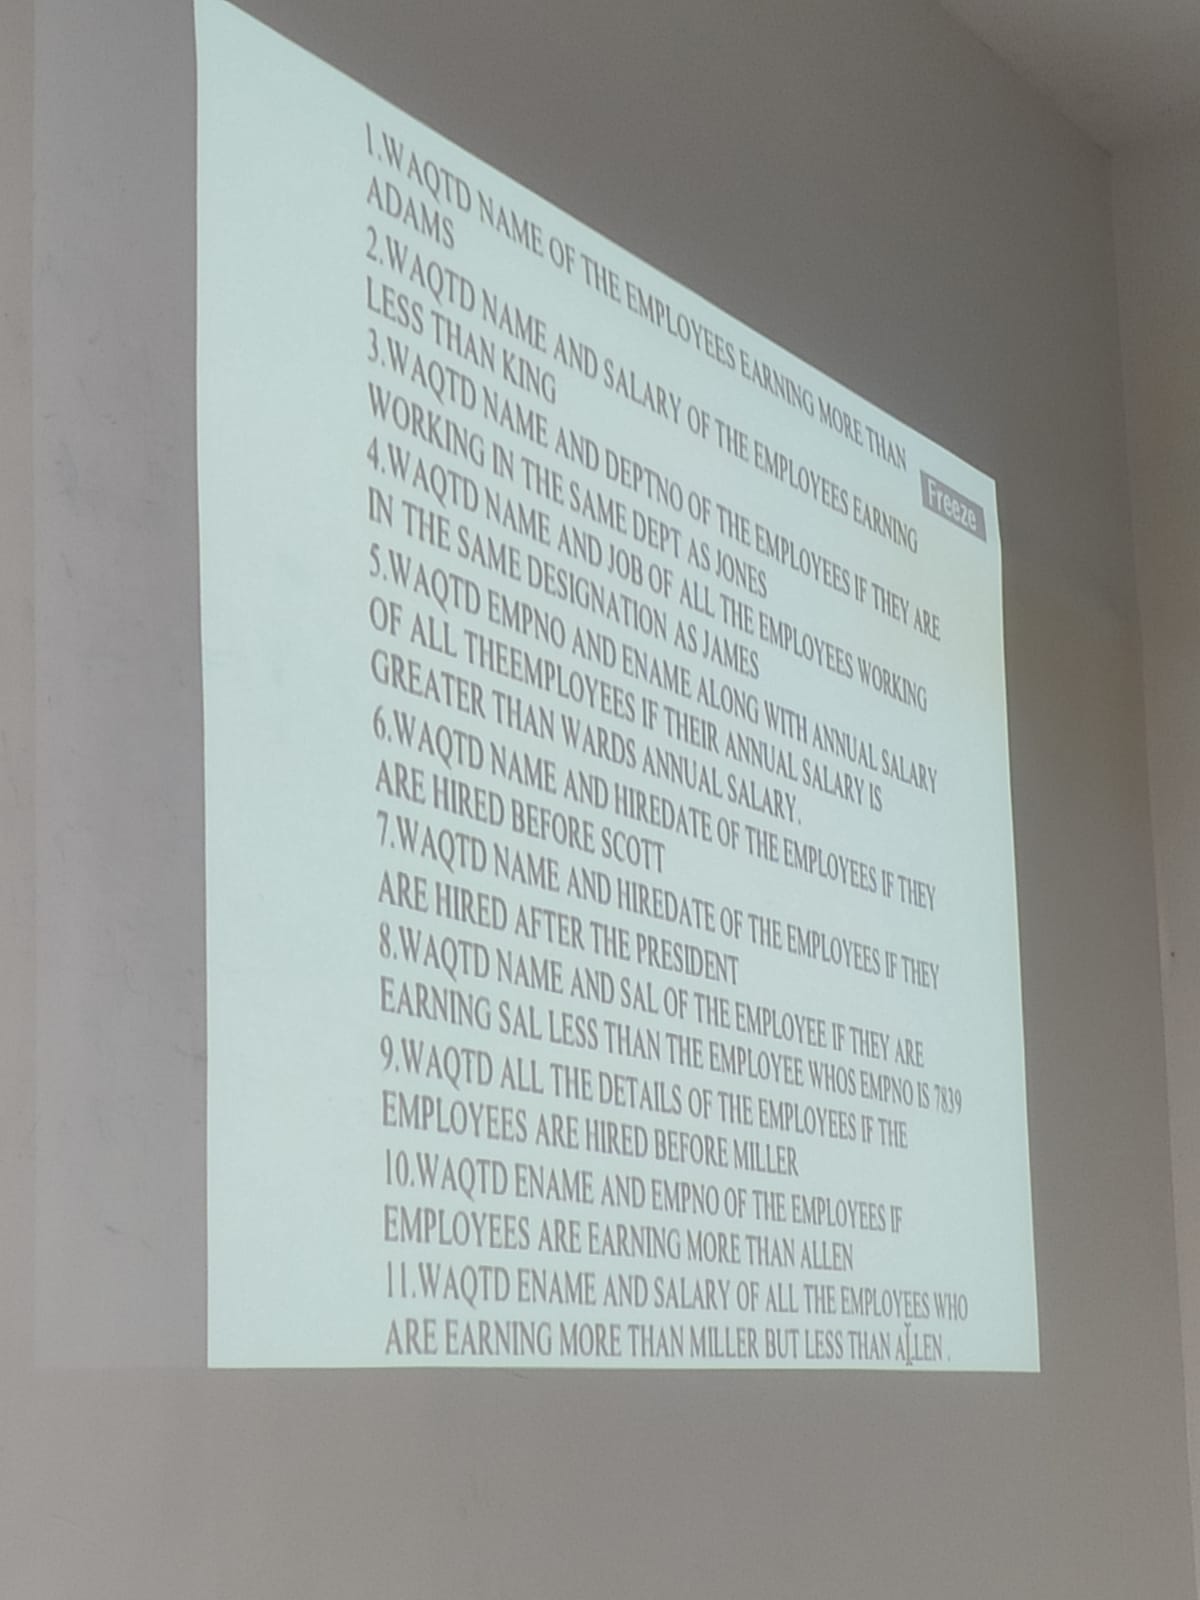 1.WAQTD NAME OF THE EMPLOYEES EARNING MORE THAN
ADAMS
2.WAQTD NAME AND SALARY OF THE EMPLOYEES EARNING
LESS THAN KING
3.WAQTD NAME AND DEPTNO OF THE EMPLOYEES IF THEY ARE
WORKING IN THE SAME DEPT AS JONES
4.WAQTD NAME AND JOB OF ALL THE EMPLOYEES WORKING
IN THE SAME DESIGNATION AS JAMES
5.WAQTD EMPNO AND ENAME ALONG WITH ANNUAL SALARY
OF ALL THEEMPLOYEES IF THEIR ANNUAL SALARY IS
GREATER THAN WARDS ANNUAL SALARY.
6.WAQTD NAME AND HIREDATE OF THE EMPLOYEES IF THEY
ARE HIRED BEFORE SCOTT
7.WAQTD NAME AND HIREDATE OF THE EMPLOYEES IF THEY
ARE HIRED AFTER THE PRESIDENT
8.WAQTD NAME AND SAL OF THE EMPLOYEE IF THEY ARE
EARNING SAL LESS THAN THE EMPLOYEE WHOS EMPNO IS 7839
9.WAQTD ALL THE DETAILS OF THE EMPLOYEES IF THE
EMPLOYEES ARE HIRED BEFORE MILLER
10.WAQTD ENAME AND EMPNO OF THE EMPLOYEES IF
EMPLOYEES ARE EARNING MORE THAN ALLEN
11.WAQTD ENAME AND SALARY OF ALL THE EMPLOYEES WHO
ARE EARNING MORE THAN MILLER BUT LESS THAN ALLEN .
Freeze